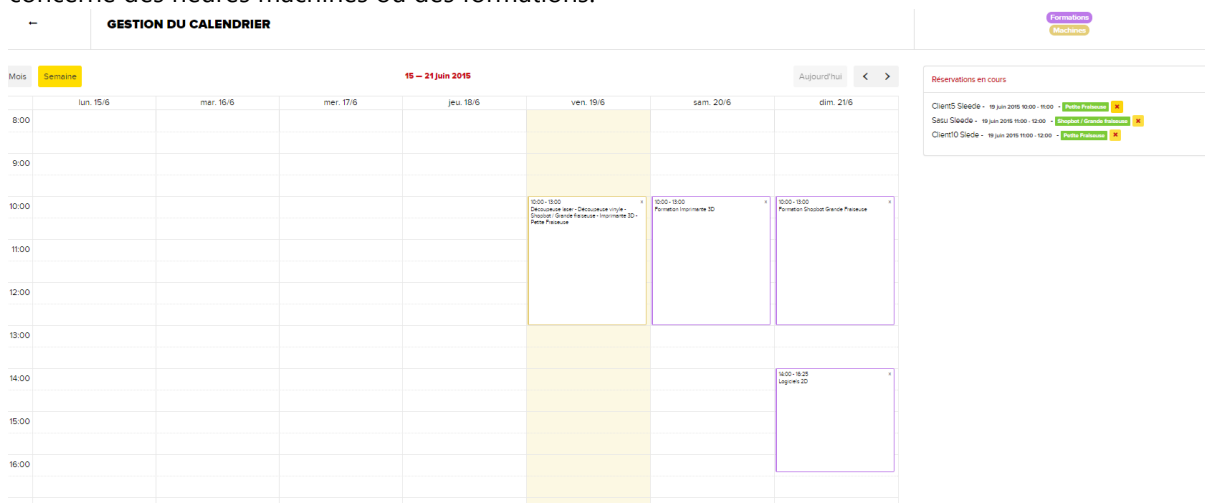 concerne des heures machines ou des formations.
← GESTION DU CALENDRIER
Formations
Machines
Mois Semaine
15 — 21 juin 2015
Aujourd'hui < >
Réservations en cours
lun. 15/6 mar. 16/6 mer. 17/6 jeu. 18/6 ven. 19/6 sam. 20/6 dim. 21/6
Client5 Sleede - 19 juin 2015 10:00 - 11:00 - Petite Fraiseuse x
Sasu Sleede - 19 juin 2015 11:00 - 12:00 - Shopbot / Grande fraiseuse x
Client10 Slede - 19 juin 2015 11:00 - 12:00 - Petite Fraiseuse x
8:00
9:00
10:00
10:00 - 13:00 x
Découpeuse laser - Découpeuse vinyle -
Shopbot / Grande fraiseuse - Imprimante 3D -
Petite Fraiseuse
10:00 - 13:00 x
Formation Imprimante 3D
10:00 - 13:00 x
Formation Shopbot Grande Fraiseuse
11:00
12:00
13:00
14:00
14:00 - 16:25 x
Logiciels 2D
15:00
16:00